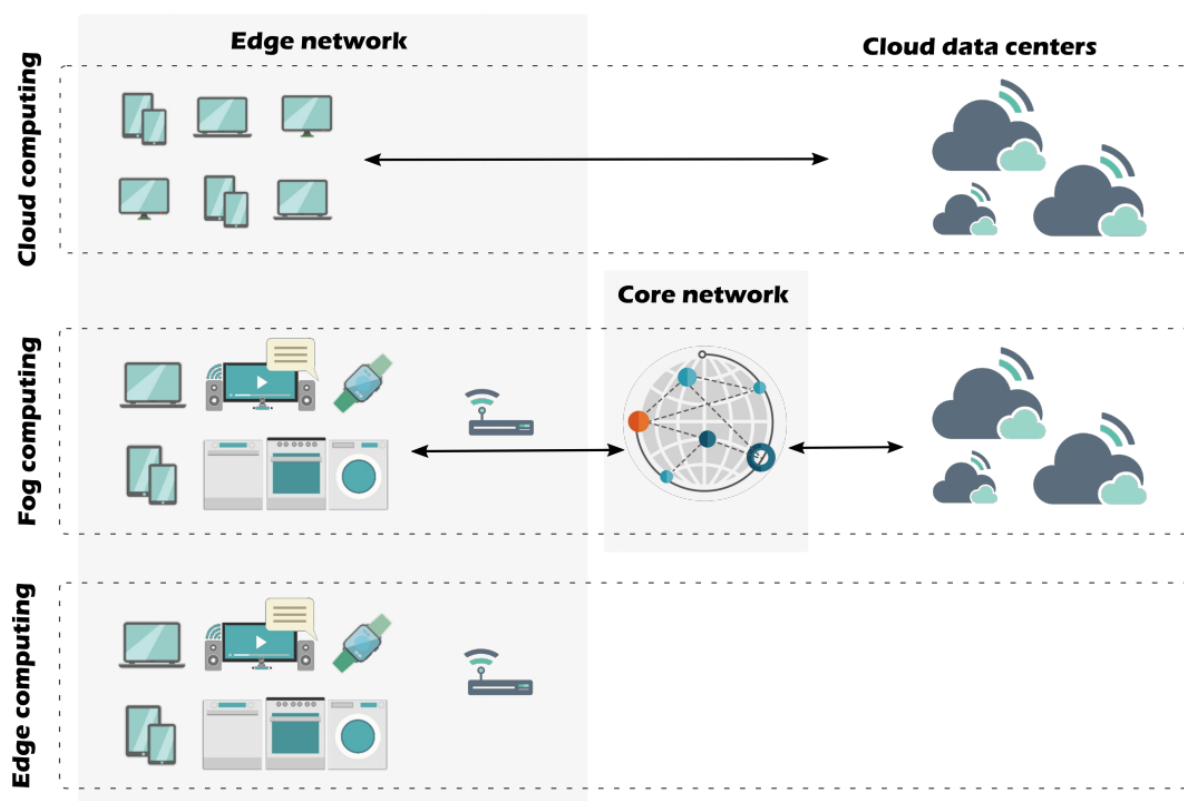 Edge network
Cloud data centers
Cloud computing
Core network
Fog computing
Edge computing